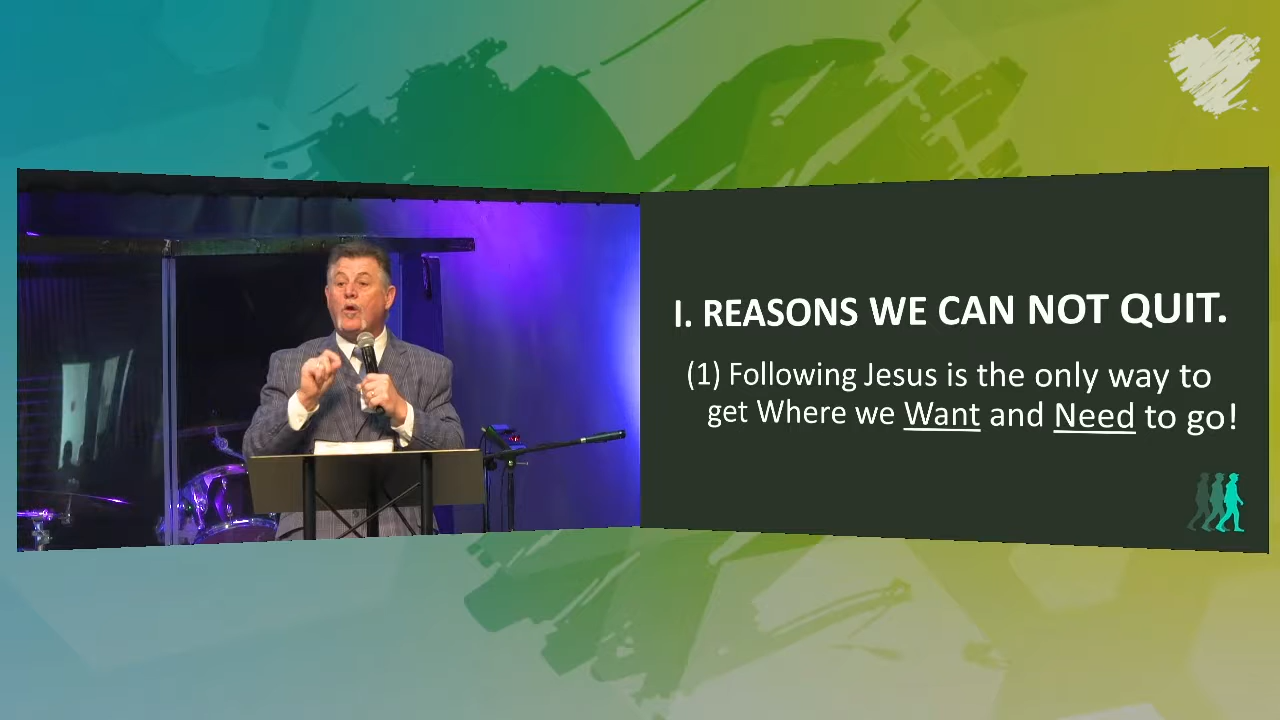 I. REASONS WE CAN NOT QUIT.
(1) Following Jesus is the only way to
get Where we Want and Need to go!